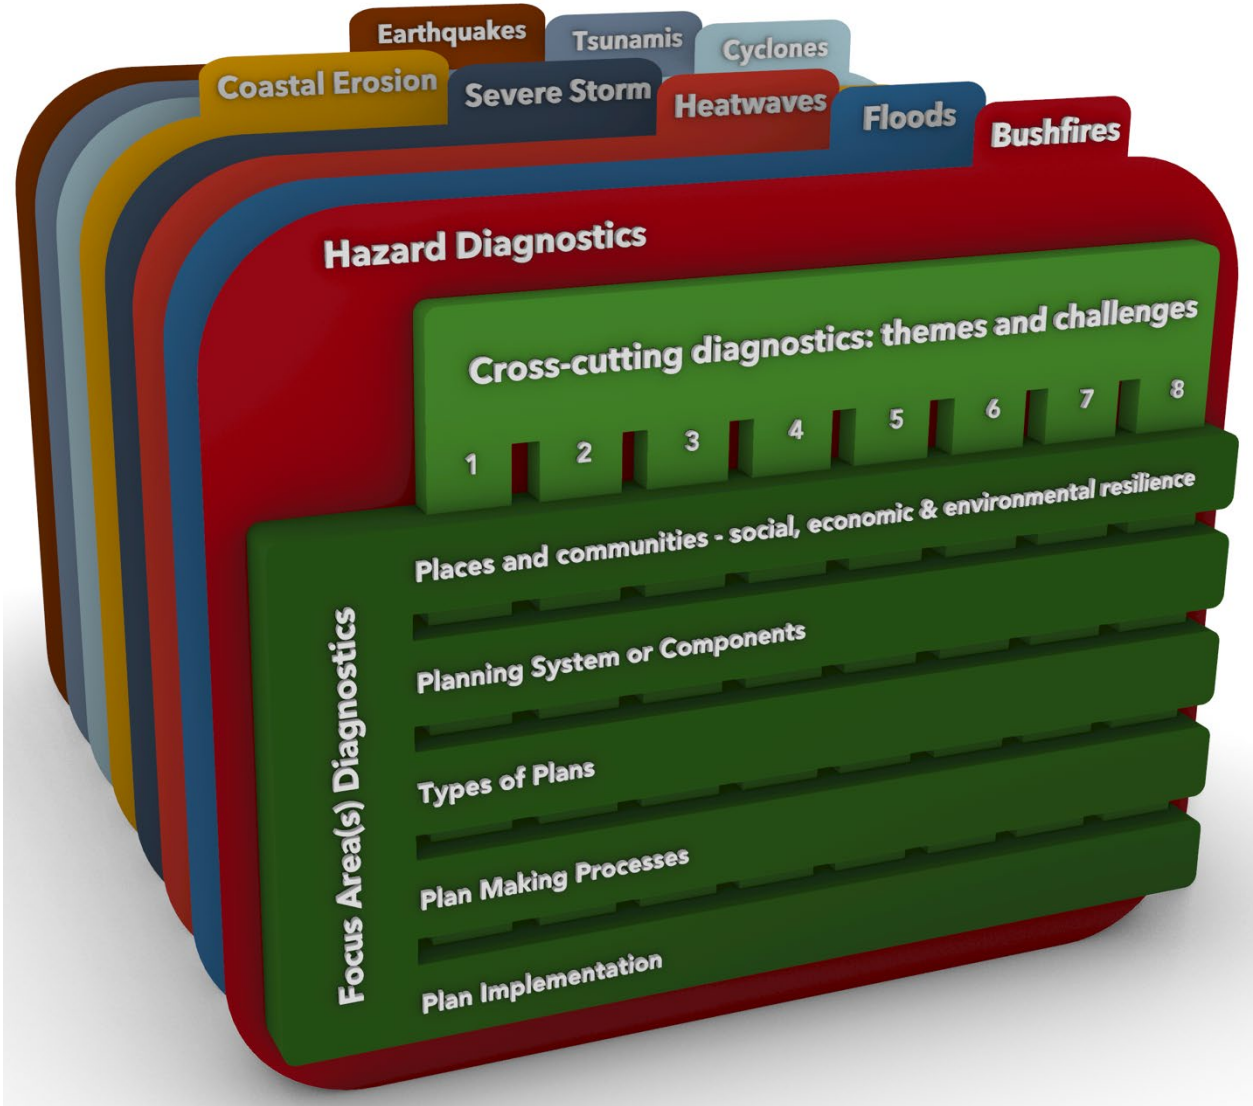 Earthquakes
Tsunamis
Cyclones
Coastal Erosion
Severe Storm
Heatwaves
Floods
Bushfires
Hazard Diagnostics
Cross-cutting diagnostics: themes and challenges
1 2 3 4 5 6 7 8
Focus Area(s) Diagnostics
Places and communities - social, economic & environmental resilience
Planning System or Components
Types of Plans
Plan Making Processes
Plan Implementation